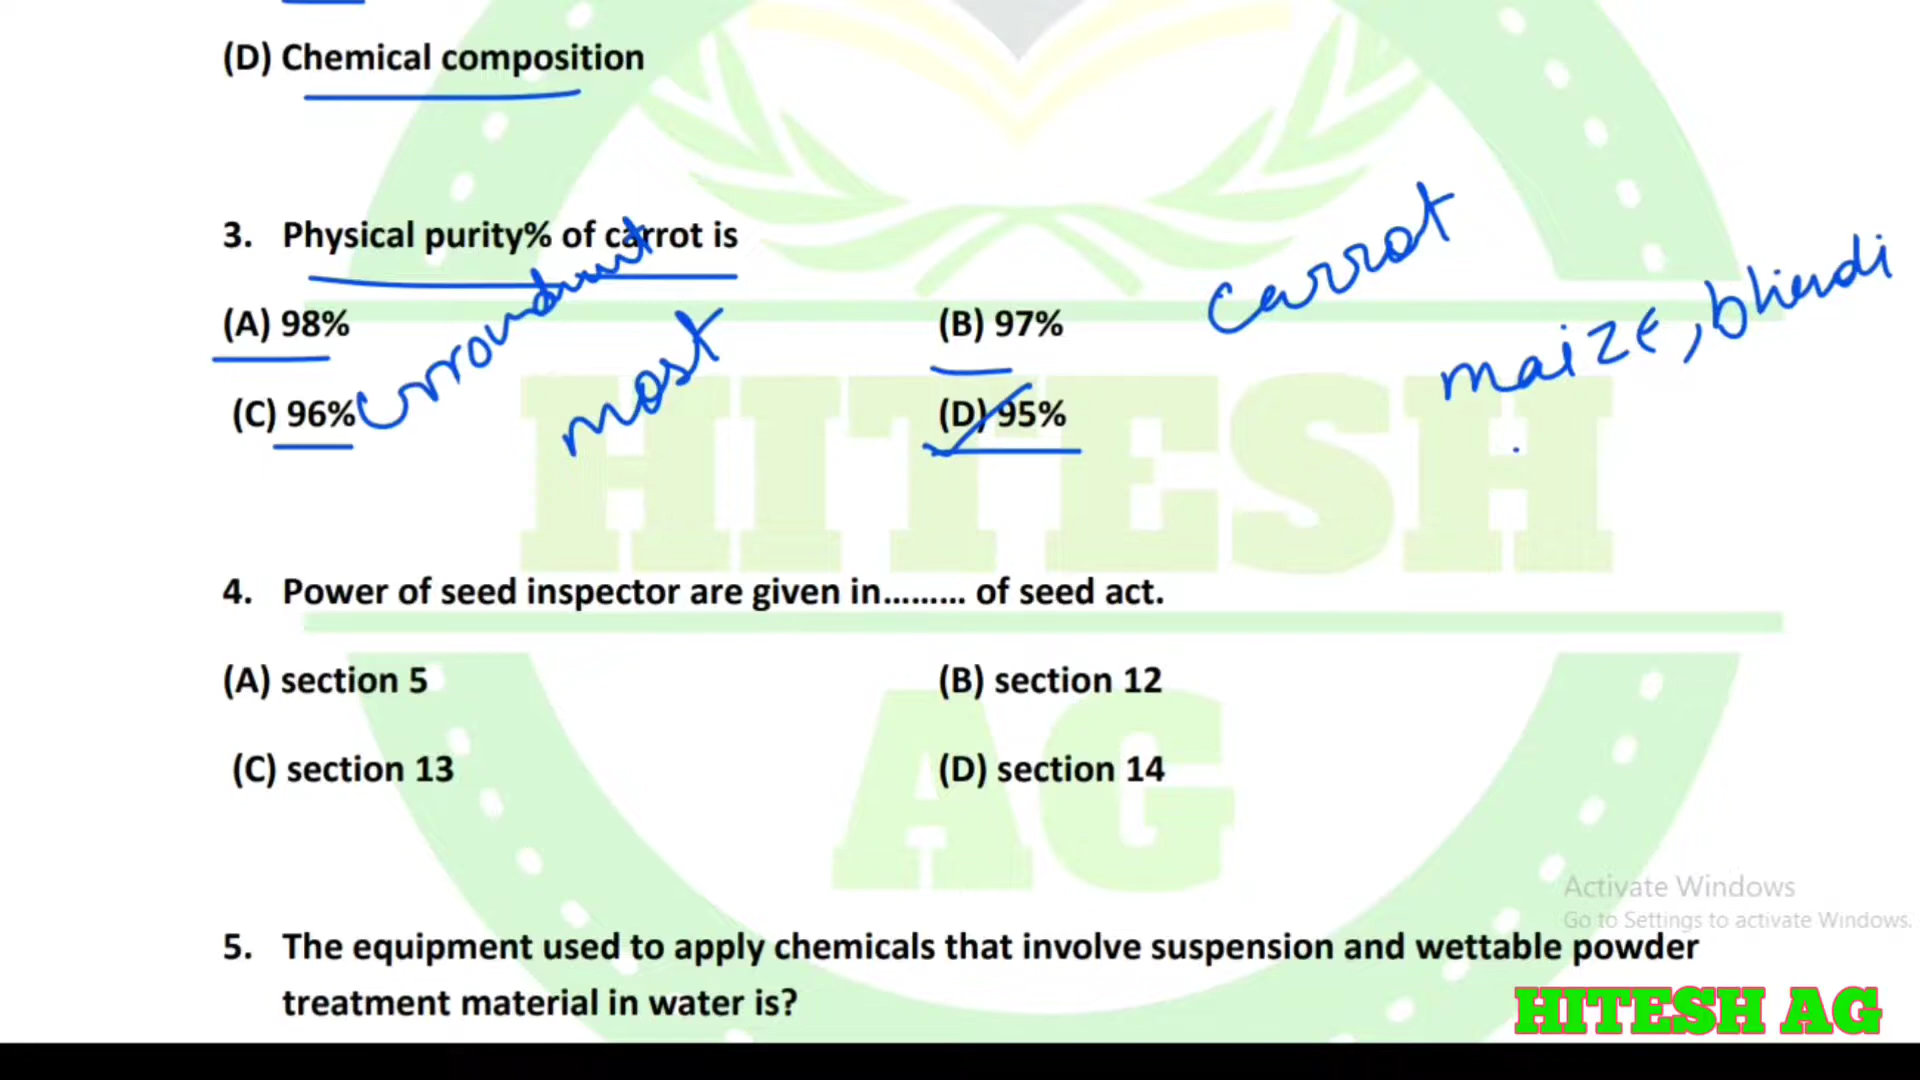 (D) Chemical composition
3. Physical purity% of carrot is
carrot
maize, bhendi
(A) 98%
(B) 97%
most
(C) 96%
(D) 95%
HITESH
4. Power of seed inspector are given in……… of seed act.
(A) section 5
(B) section 12
(C) section 13
(D) section 14
AG
Activate Windows
Go to Settings to activate Windows.
5. The equipment used to apply chemicals that involve suspension and wettable powder
treatment material in water is?
HITESH AG